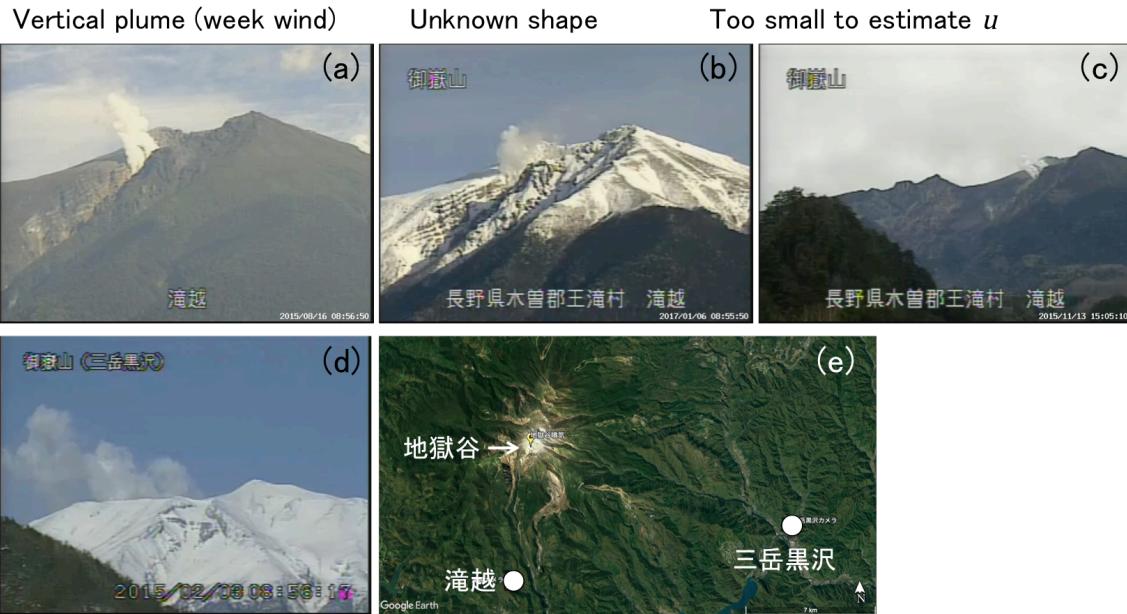 Vertical plume (week wind)
Unknown shape
Too small to estimate u
(a)
滝越
2015/08/16 08:56:50
(b)
御嶽山
長野県木曽郡王滝村 滝越
2017/01/06 08:55:50
(c)
御嶽山
長野県木曽郡王滝村 滝越
2015/11/13 15:05:10
(d)
御嶽山(三岳黒沢)
(e)
地獄谷
滝越
三岳黒沢
Google Earth
7 km
N